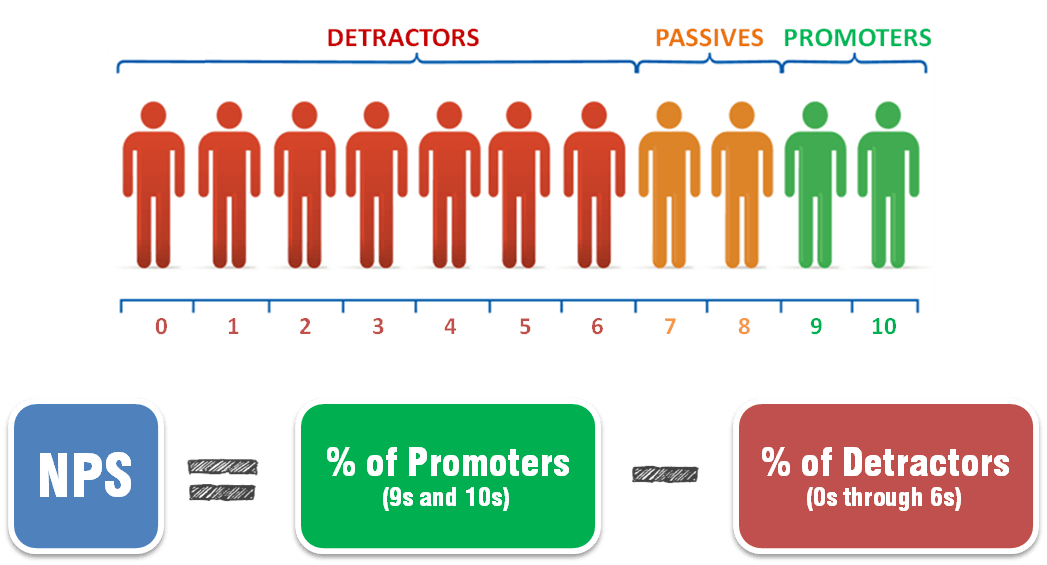 DETRACTORS PASSIVES PROMOTERS
0 1 2 3 4 5 6 7 8 9 10
NPS = % of Promoters - % of Detractors
(9s and 10s) (0s through 6s)